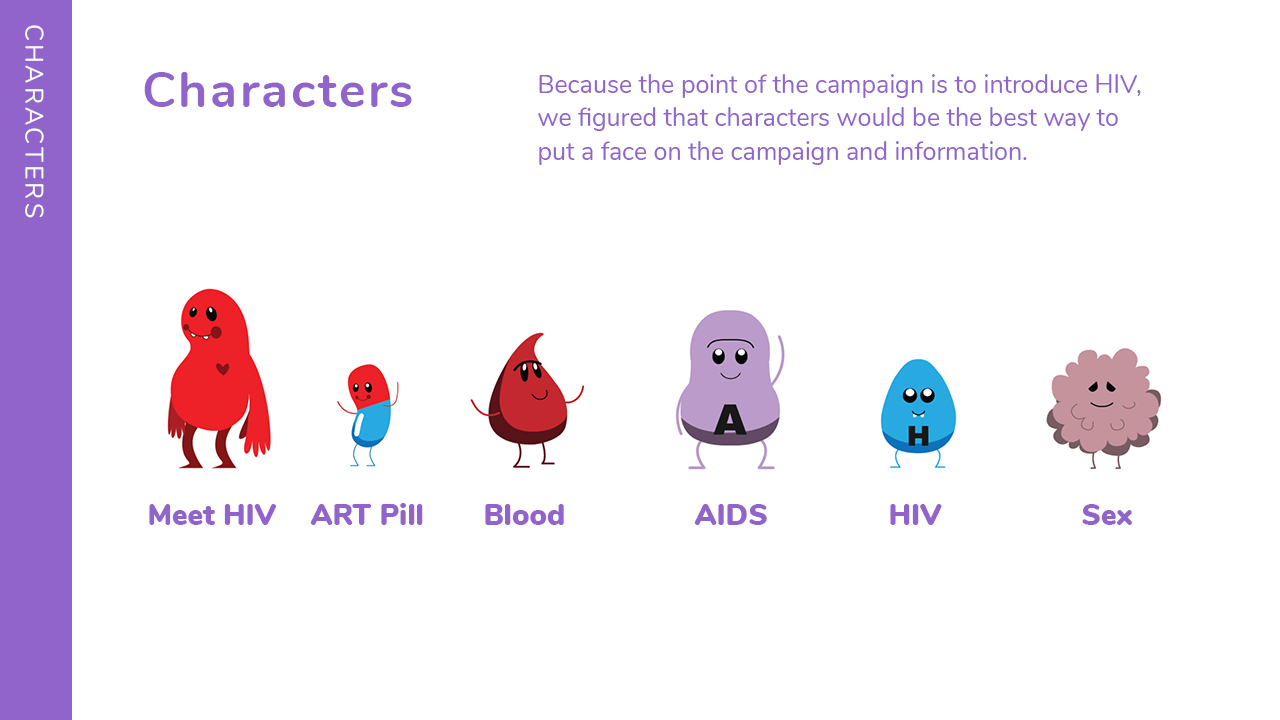 CHARACTERS
Characters
Because the point of the campaign is to introduce HIV,
we figured that characters would be the best way to
put a face on the campaign and information.
A
H
Meet HIV
ART Pill
Blood
AIDS
HIV
Sex